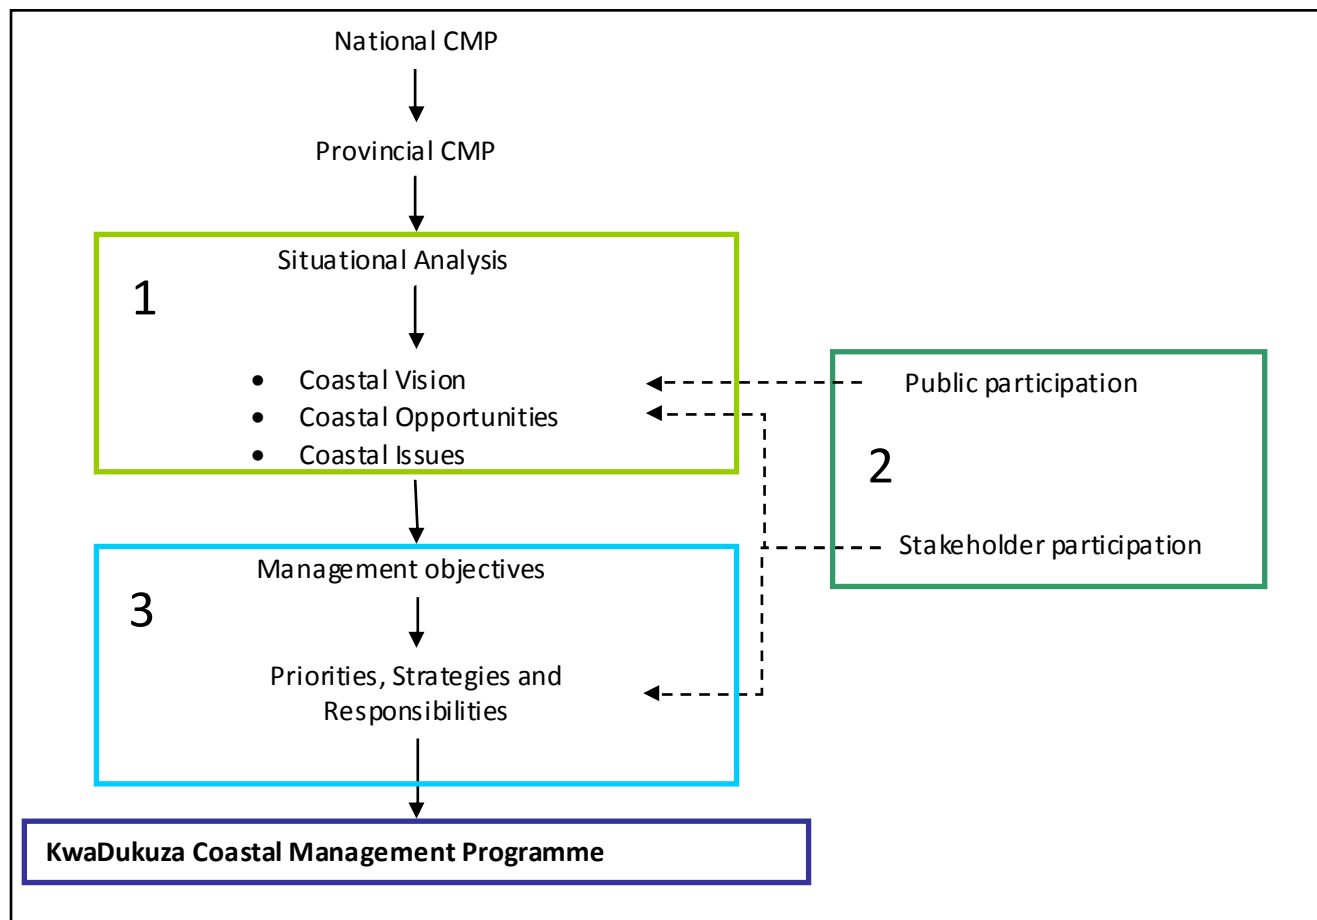 National CMP
Provincial CMP
Situational Analysis
1
• Coastal Vision
• Coastal Opportunities
• Coastal Issues
Public participation
2
Stakeholder participation
Management objectives
3
Priorities, Strategies and
Responsibilities
KwaDukuza Coastal Management Programme